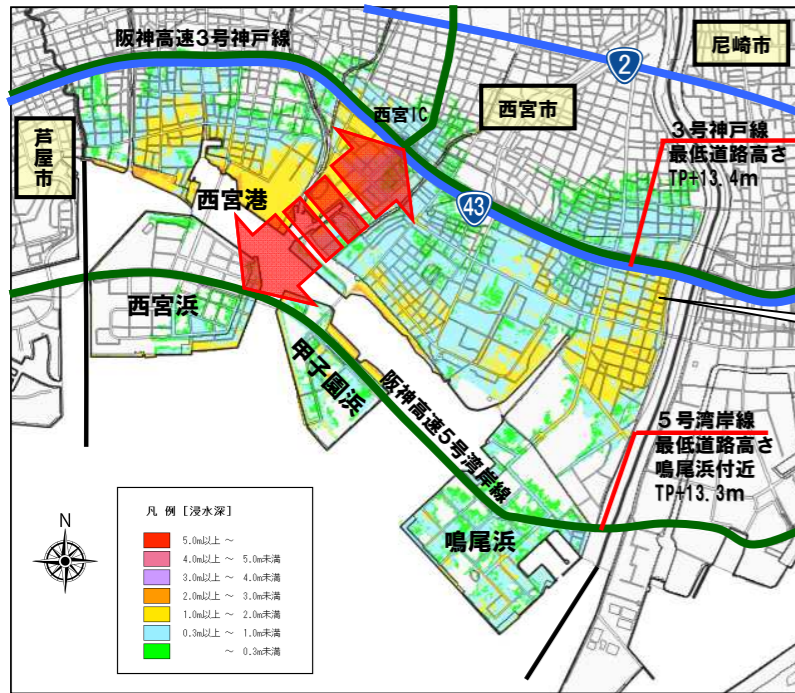 阪神高速3号神戸線
2
尼崎市
西宮IC
西宮市
芦屋市
3号神戸線
最低道路高さ
TP+13.4m
西宮港
43
西宮浜
甲子園浜
阪神高速5号湾岸線
5号湾岸線
最低道路高さ
鳴尾浜付近
TP+13.3m
鳴尾浜
N
凡 例 [浸水深]
5.0m以上 ~
4.0m以上 ~ 5.0m未満
3.0m以上 ~ 4.0m未満
2.0m以上 ~ 3.0m未満
1.0m以上 ~ 2.0m未満
0.3m以上 ~ 1.0m未満
~ 0.3m未満